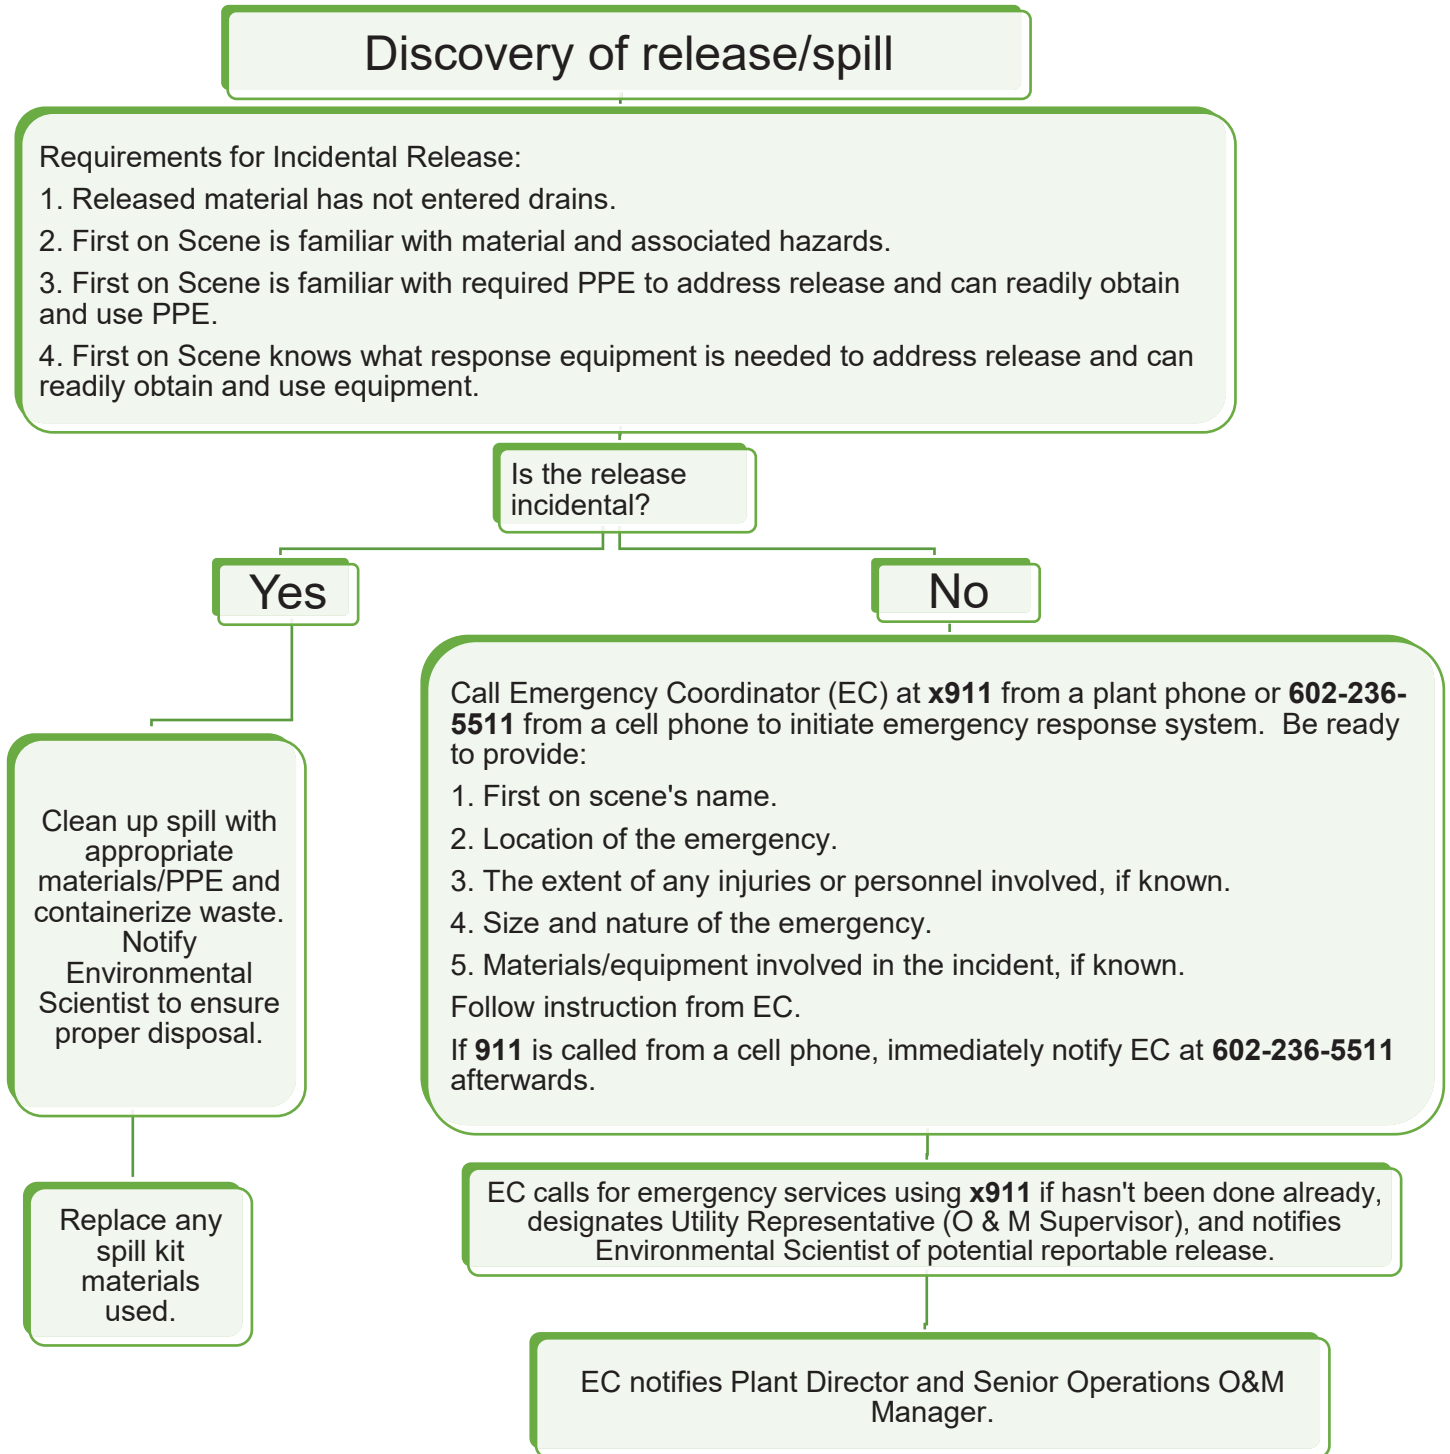 Discovery of release/spill
Requirements for Incidental Release:
1. Released material has not entered drains.
2. First on Scene is familiar with material and associated hazards.
3. First on Scene is familiar with required PPE to address release and can readily obtain
and use PPE.
4. First on Scene knows what response equipment is needed to address release and can
readily obtain and use equipment.
Is the release
incidental?
Yes
No
Clean up spill with
appropriate
materials/PPE and
containerize waste.
Notify
Environmental
Scientist to ensure
proper disposal.
Replace any
spill kit
materials
used.
Call Emergency Coordinator (EC) at x911 from a plant phone or 602-236-
5511 from a cell phone to initiate emergency response system.  Be ready
to provide:
1. First on scene's name.
2. Location of the emergency.
3. The extent of any injuries or personnel involved, if known.
4. Size and nature of the emergency.
5. Materials/equipment involved in the incident, if known.
Follow instruction from EC.
If 911 is called from a cell phone, immediately notify EC at 602-236-5511
afterwards.
EC calls for emergency services using x911 if hasn't been done already,
designates Utility Representative (O & M Supervisor), and notifies
Environmental Scientist of potential reportable release.
EC notifies Plant Director and Senior Operations O&M
Manager.